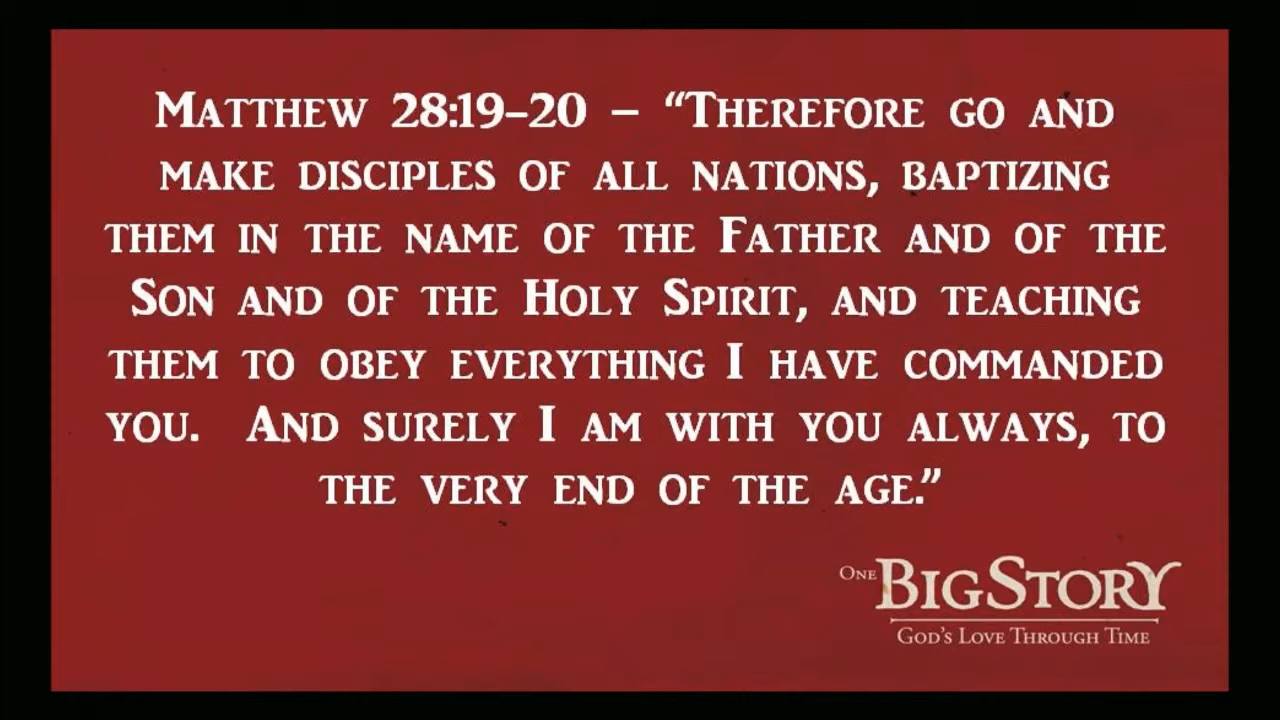 Matthew 28:19–20 – “Therefore go and
make disciples of all nations, baptizing
them in the name of the Father and of the
Son and of the Holy Spirit, and teaching
them to obey everything I have commanded
you. And surely I am with you always, to
the very end of the age.”
One Big Story
God's Love Through Time